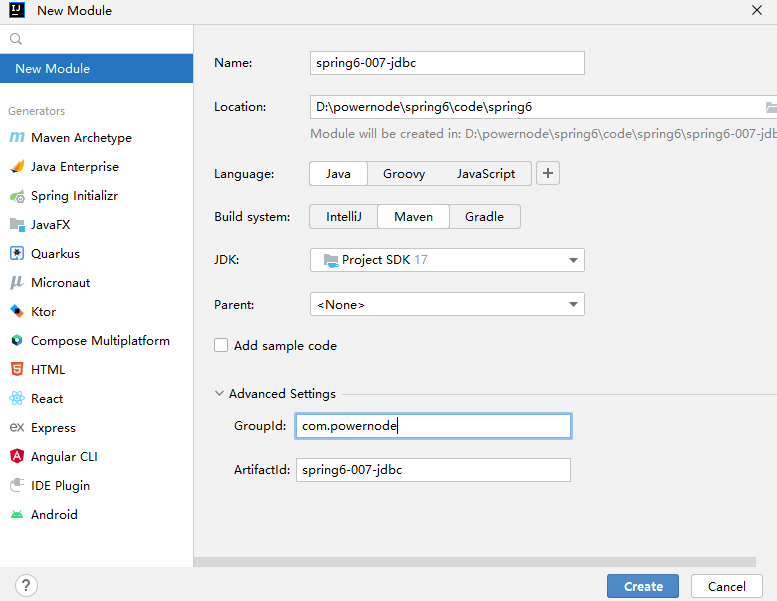 New Module
New Module
Generators
Maven Archetype
Java Enterprise
Spring Initializr
JavaFX
Quarkus
Micronaut
Ktor
Compose Multiplatform
HTML
React
Express
Angular CLI
IDE Plugin
Android
Name: spring6-007-jdbc
Location: D:\powernode\spring6\code\spring6
Module will be created in: D:\powernode\spring6\code\spring6\spring6-007-jdb
Language: Java Groovy JavaScript +
Build system: IntelliJ Maven Gradle
JDK: Project SDK 17
Parent: <None>
Add sample code
Advanced Settings
GroupId: com.powernode
ArtifactId: spring6-007-jdbc
? Create Cancel